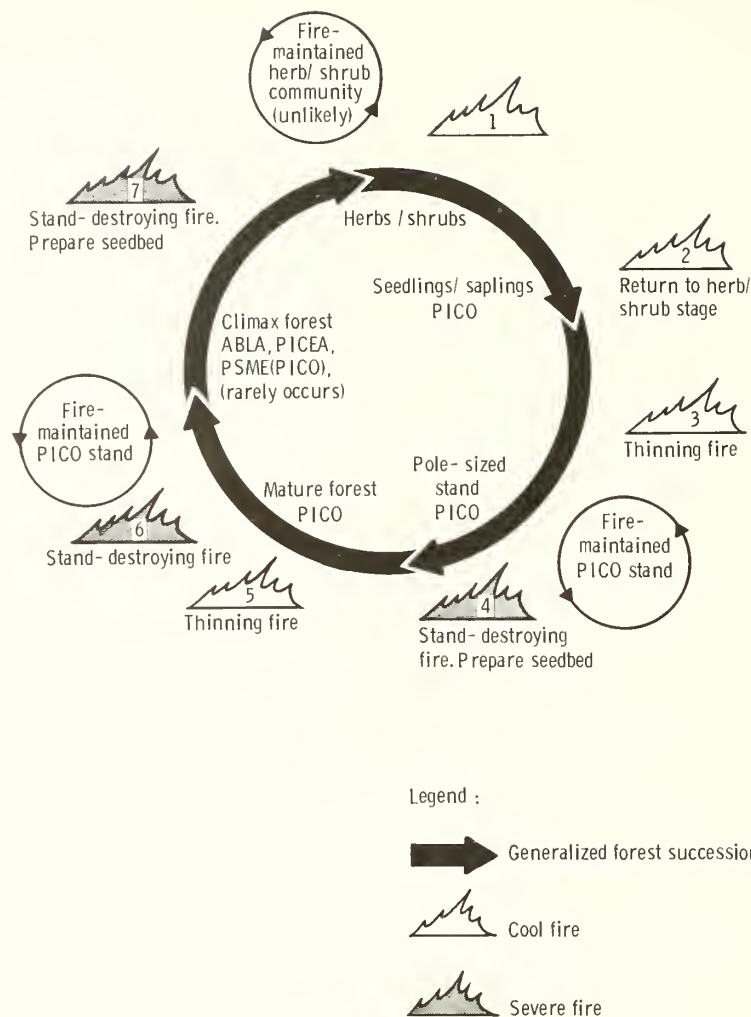 Fire-
maintained
herb/ shrub
community
(unlikely)
1
7
Stand- destroying fire.
Prepare seedbed
Herbs / shrubs
2
Return to herb/
shrub stage
Seedlings/ saplings
PICO
Climax forest
ABLA, PICEA,
PSME(PICO),
(rarely occurs)
3
Thinning fire
Fire-
maintained
PICO stand
Mature forest
PICO
Pole- sized
stand
PICO
6
Stand- destroying fire
Fire-
maintained
PICO stand
5
Thinning fire
4
Stand- destroying
fire. Prepare seedbed
Legend :
Generalized forest succession
Cool fire
Severe fire